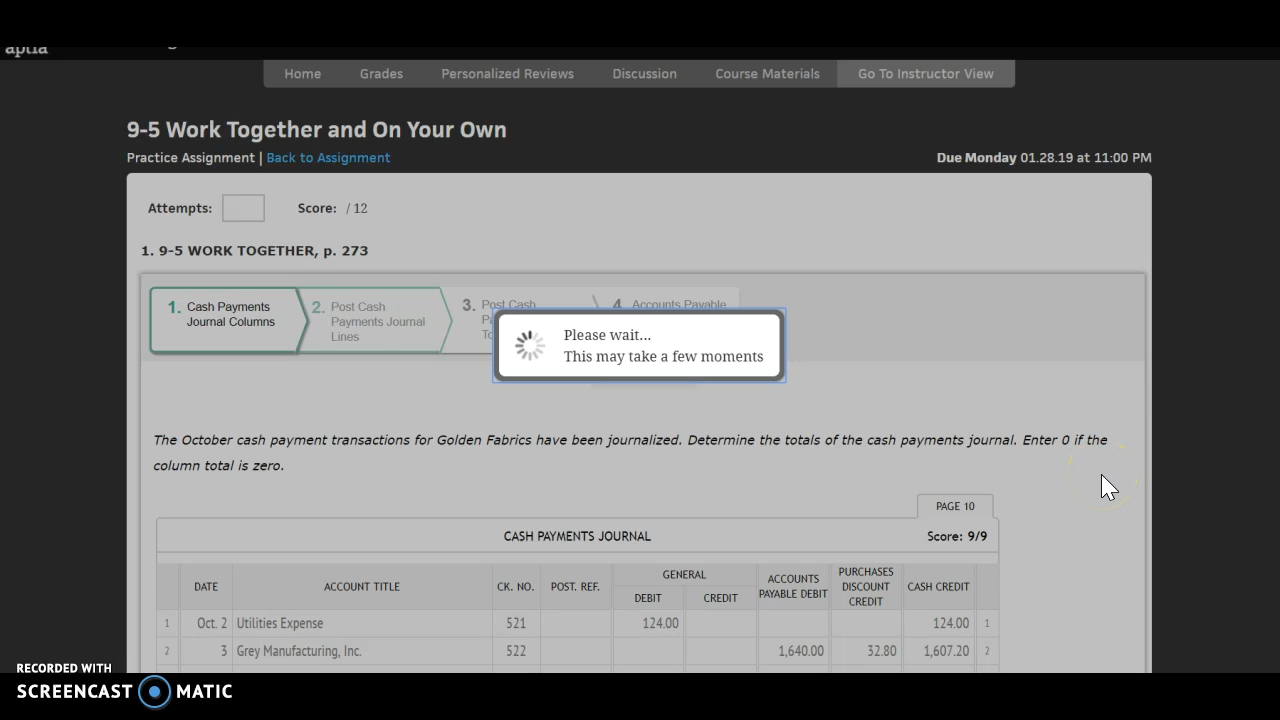 aplia
Home Grades Personalized Reviews Discussion Course Materials Go To Instructor View
9-5 Work Together and On Your Own
Practice Assignment | Back to Assignment
Due Monday 01.28.19 at 11:00 PM
Attempts: Score: / 12
1. 9-5 WORK TOGETHER, p. 273
1. Cash Payments Journal Columns
2. Post Cash Payments Journal Lines
3. Post Cash
4. Accounts Payable
Please wait...
This may take a few moments
The October cash payment transactions for Golden Fabrics have been journalized. Determine the totals of the cash payments journal. Enter 0 if the
column total is zero.
PAGE 10
CASH PAYMENTS JOURNAL Score: 9/9
DATE ACCOUNT TITLE CK. NO. POST. REF. GENERAL DEBIT CREDIT ACCOUNTS PAYABLE DEBIT PURCHASES DISCOUNT CREDIT CASH CREDIT
1 Oct. 2 Utilities Expense 521 124.00 124.00 1
2 3 Grey Manufacturing, Inc. 522 1,640.00 32.80 1,607.20 2
RECORDED WITH
SCREENCAST MATIC